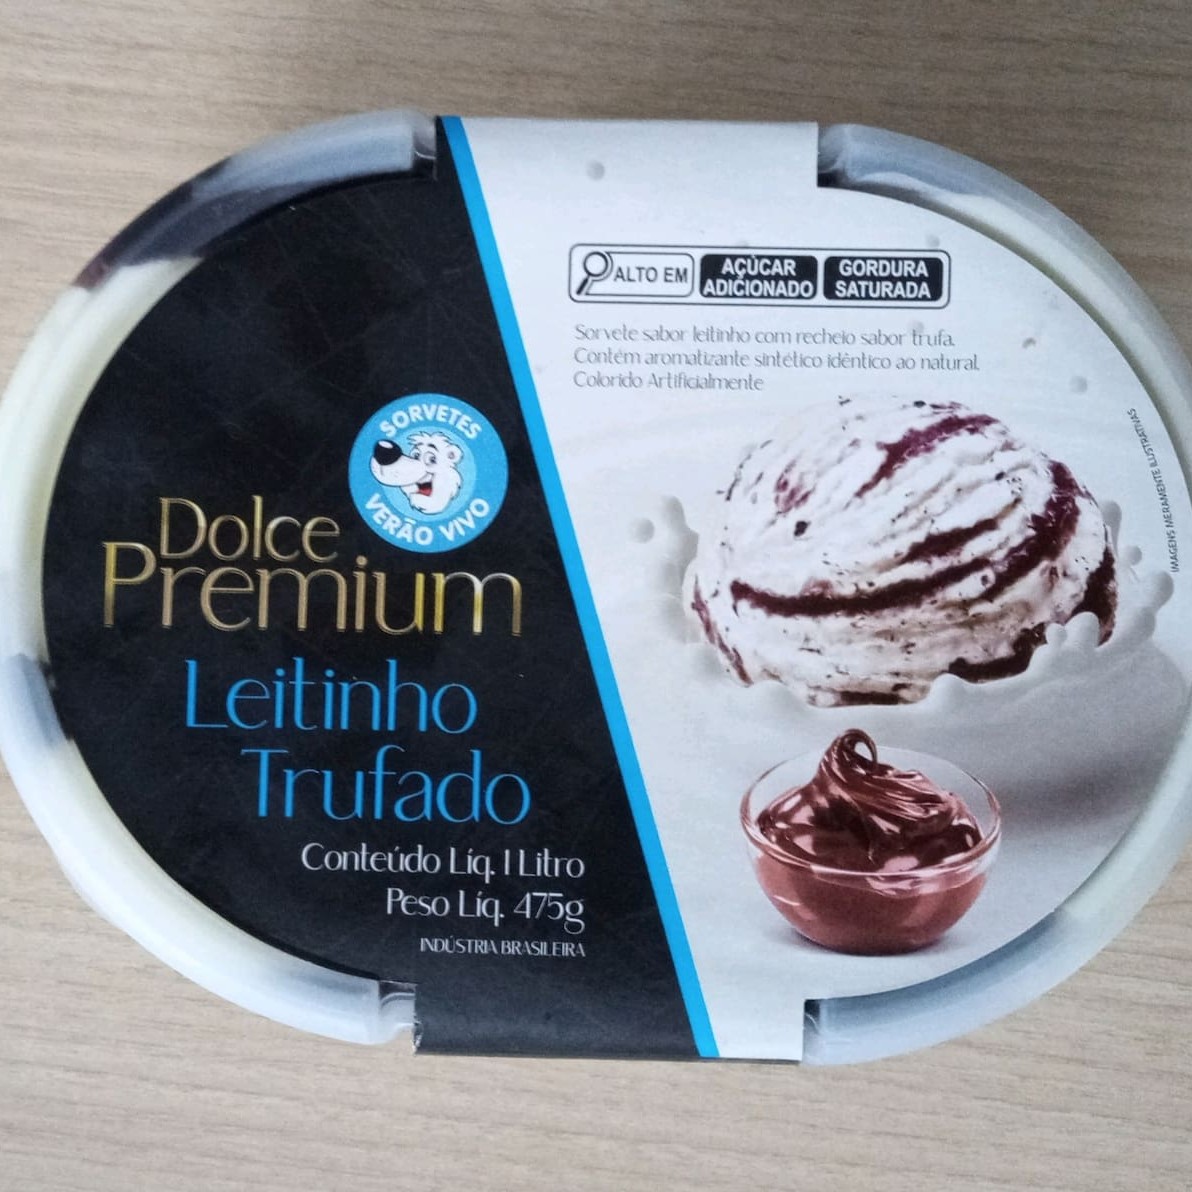 SORVETES
VERÃO VIVO
Dolce
Premium
Leitinho
Trufado
Conteúdo Líq. 1 Litro
Peso Líq. 475g
INDÚSTRIA BRASILEIRA
ALTO EM
AÇÚCAR
ADICIONADO
GORDURA
SATURADA
Sorvete sabor leitinho com recheio sabor trufa.
Contém aromatizante sintético idêntico ao natural.
Colorido Artificialmente
IMAGENS MERAMENTE ILUSTRATIVAS